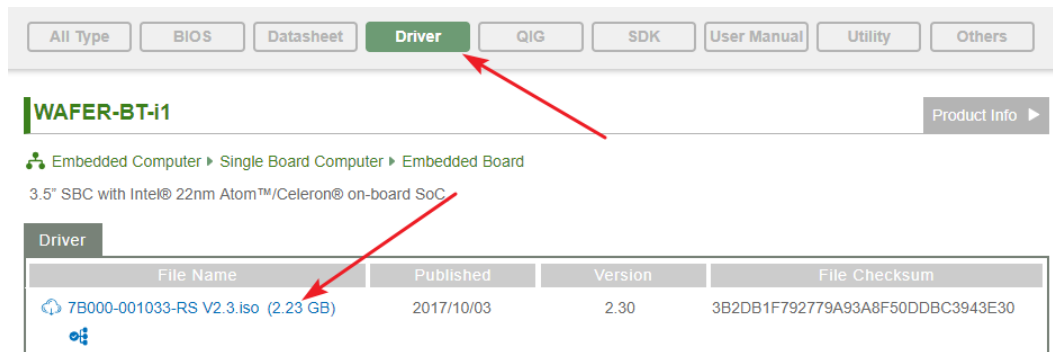 All Type BIOS Datasheet Driver QIG SDK User Manual Utility Others
WAFER-BT-i1
Product Info
Embedded Computer Single Board Computer Embedded Board
3.5" SBC with Intel® 22nm Atom™/Celeron® on-board SoC
Driver
File Name Published Version File Checksum
7B000-001033-RS V2.3.iso (2.23 GB) 2017/10/03 2.30 3B2DB1F792779A93A8F50DDBC3943E30